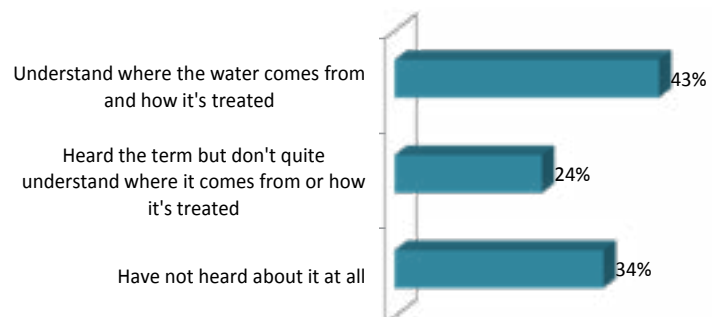 Understand where the water comes from
and how it's treated
43%
Heard the term but don't quite
understand where it comes from or how
it's treated
24%
Have not heard about it at all
34%